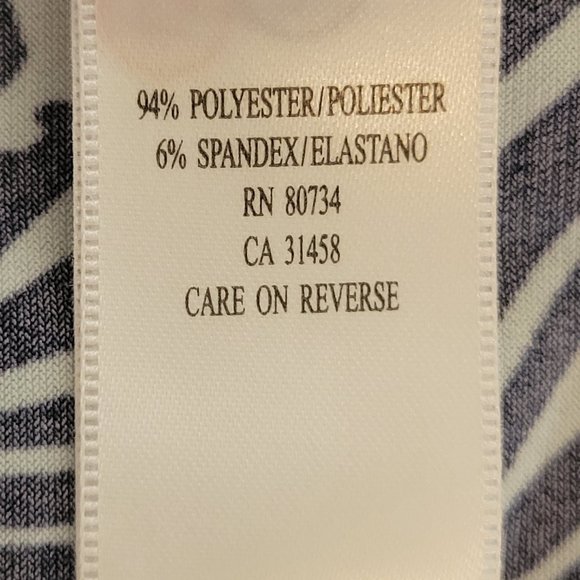 94% POLYESTER/POLIESTER
6% SPANDEX/ELASTANO
RN 80734
CA 31458
CARE ON REVERSE